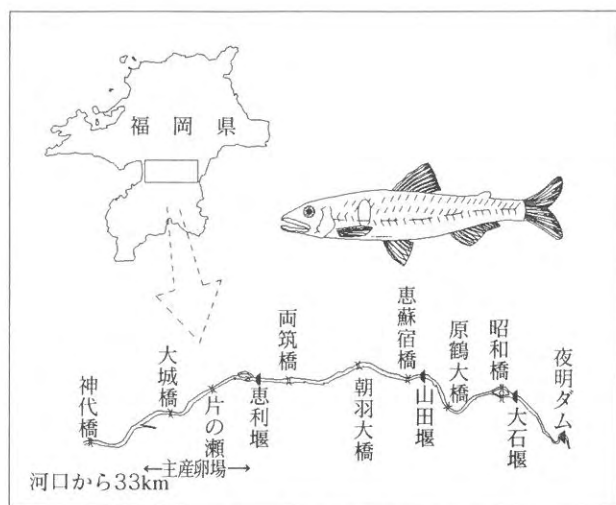 福岡県
神代橋
大城橋
片の瀬
恵利堰
両筑橋
朝羽大橋
恵蘇宿橋
山田堰
原鶴大橋
昭和橋
大石堰
夜明ダム
←主産卵場→
河口から33km